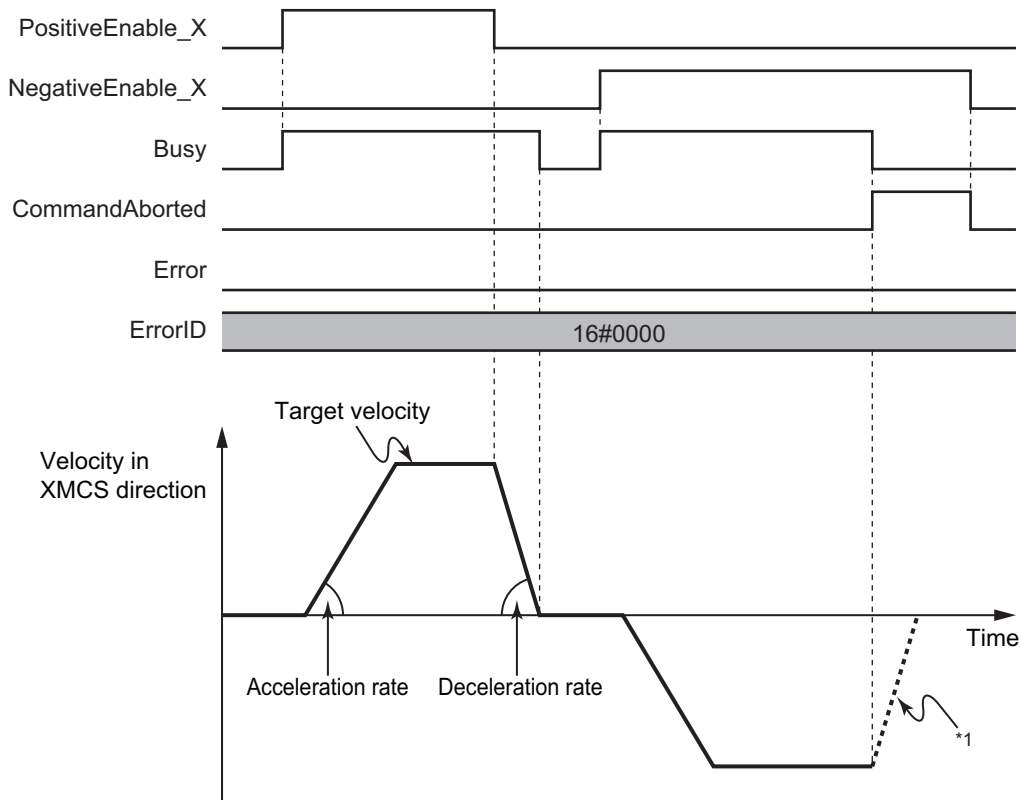 PositiveEnable_X
NegativeEnable_X
Busy
CommandAborted
Error
ErrorID
16#0000
Target velocity
Velocity in
XMCS direction
Time
Acceleration rate
Deceleration rate
*1